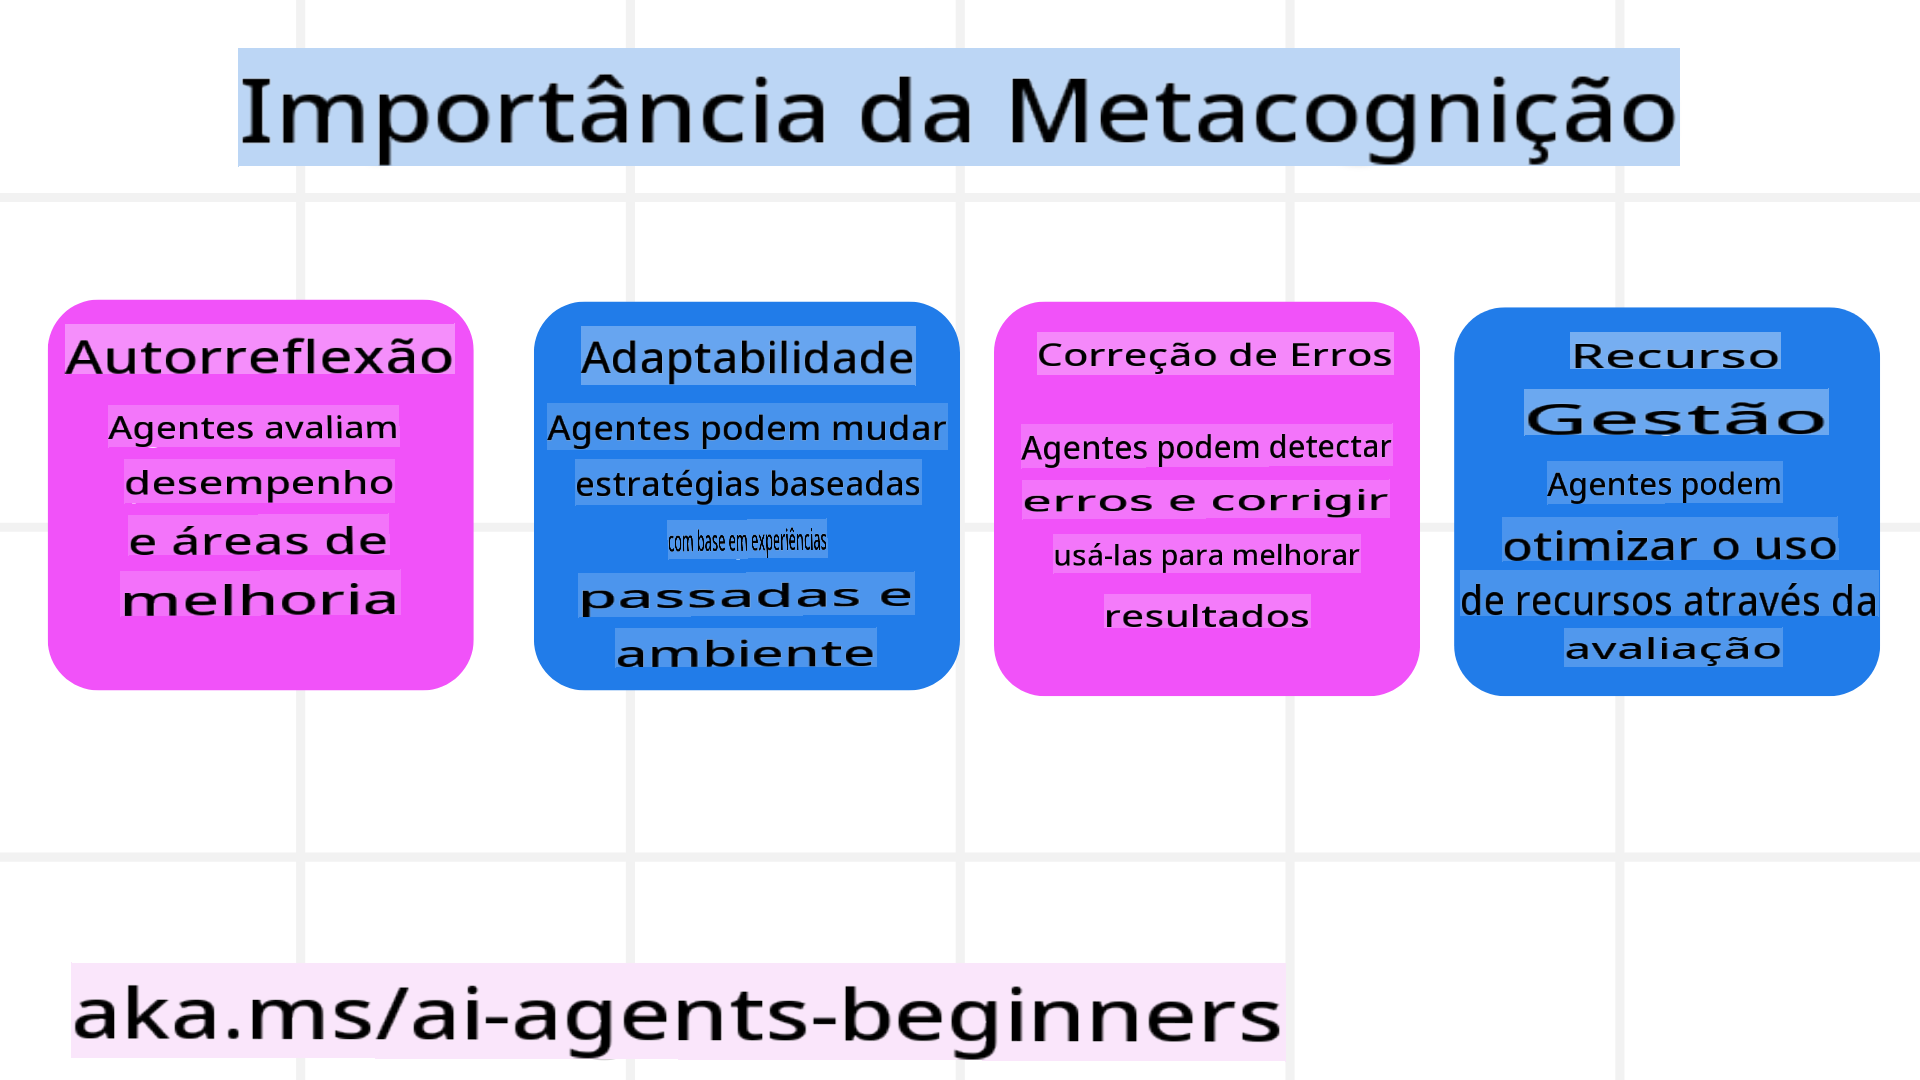 Importância da Metacognição
Autorreflexão
Agentes avaliam
desempenho
e áreas de
melhoria
Adaptabilidade
Agentes podem mudar
estratégias baseadas
com base em experiências
passadas e
ambiente
Correção de Erros
Agentes podem detectar
erros e corrigir
usá-las para melhorar
resultados
Recurso
Gestão
Agentes podem
otimizar o uso
de recursos através da
avaliação
aka.ms/ai-agents-beginners